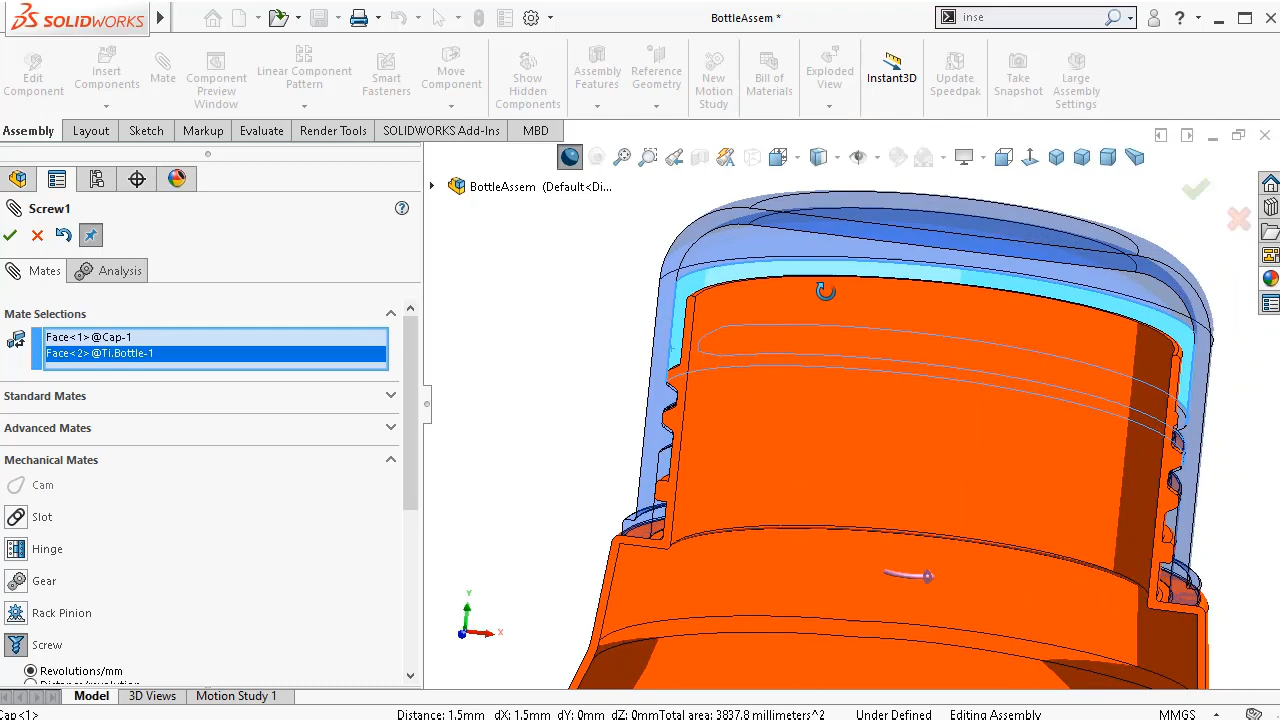 SOLIDWORKS
BottleAssem *
inse
Edit Component
Insert Components
Mate
Component Preview Window
Linear Component Pattern
Smart Fasteners
Move Component
Show Hidden Components
Assembly Features
Reference Geometry
New Motion Study
Bill of Materials
Exploded View
Instant3D
Update Speedpak
Take Snapshot
Large Assembly Settings
Assembly
Layout
Sketch
Markup
Evaluate
Render Tools
SOLIDWORKS Add-Ins
MBD
BottleAssem (Default<Di...
Screw1
Mates
Analysis
Mate Selections
Face<1>@Cap-1
Face<2>@Ti.Bottle-1
Standard Mates
Advanced Mates
Mechanical Mates
Cam
Slot
Hinge
Gear
Rack Pinion
Screw
Revolutions/mm
Distance/revolution
Y
X
Model
3D Views
Motion Study 1
Cap<1>
Distance: 1.5mm dX: 1.5mm dY: 0mm dZ: 0mmTotal area: 3837.8 millimeters^2
Under Defined
Editing Assembly
MMGS